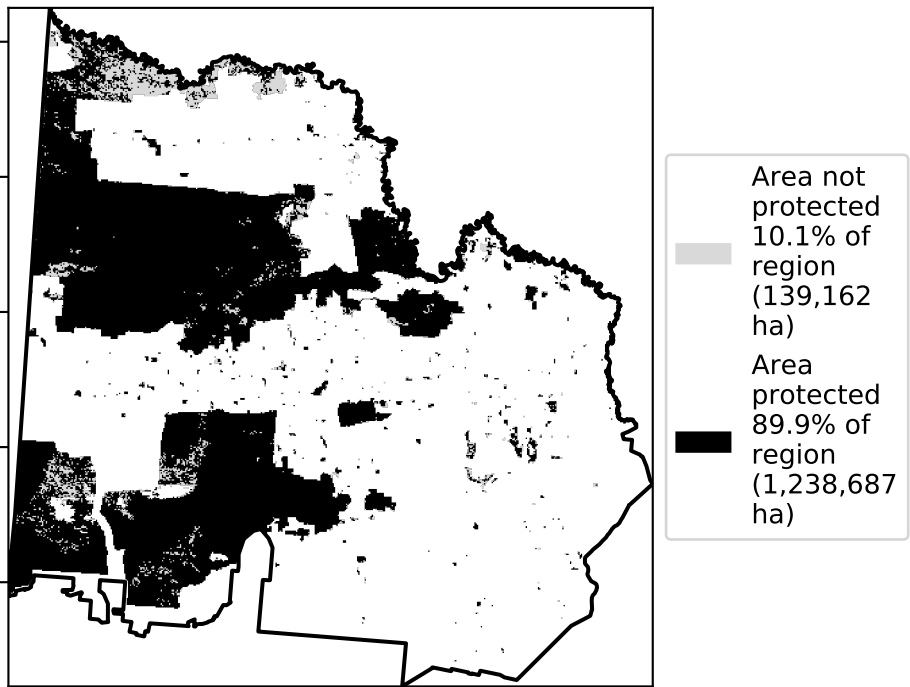 Area not
protected
10.1% of
region
(139,162
ha)
Area
protected
89.9% of
region
(1,238,687
ha)